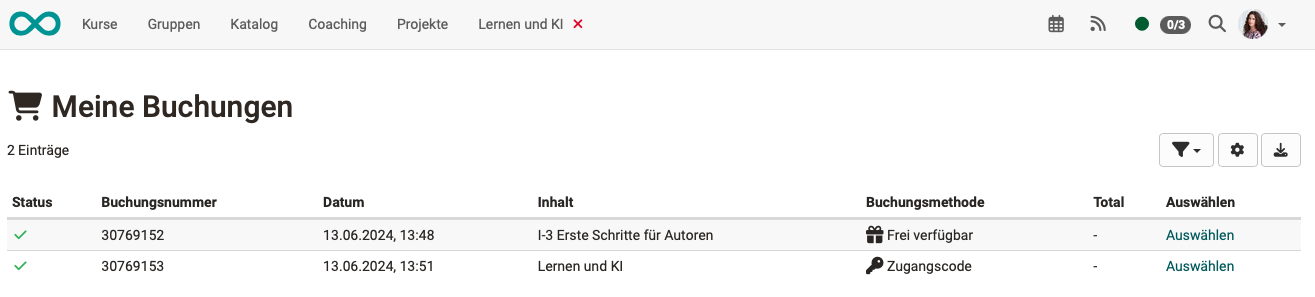 Kurse Gruppen Katalog Coaching Projekte Lernen und KI 0/3
Meine Buchungen
2 Einträge
Status Buchungsnummer Datum Inhalt Buchungsmethode Total Auswählen
30769152 13.06.2024, 13:48 I-3 Erste Schritte für Autoren Frei verfügbar - Auswählen
30769153 13.06.2024, 13:51 Lernen und KI Zugangscode - Auswählen